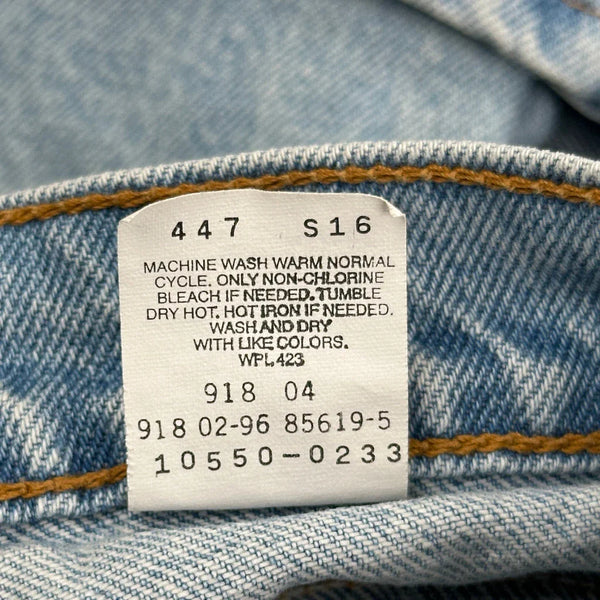 447 S16
MACHINE WASH WARM NORMAL
CYCLE. ONLY NON-CHLORINE
BLEACH IF NEEDED. TUMBLE
DRY HOT. HOT IRON IF NEEDED.
WASH AND DRY
WITH LIKE COLORS.
WPL 423
918 04
918 02-96 85619-5
10550-0233